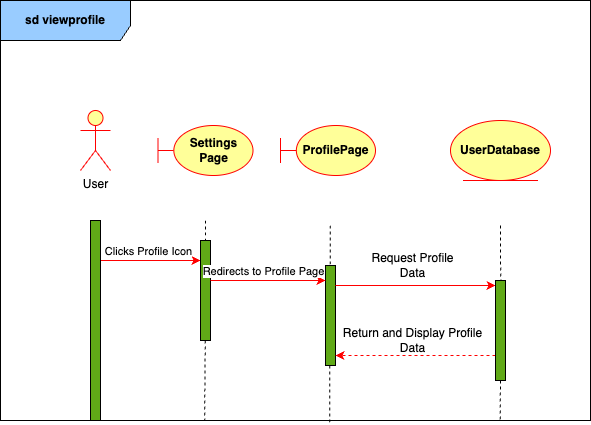 sd viewprofile
Settings
Page
ProfilePage
UserDatabase
User
Clicks Profile Icon
Redirects to Profile Page
Request Profile
Data
Return and Display Profile
Data